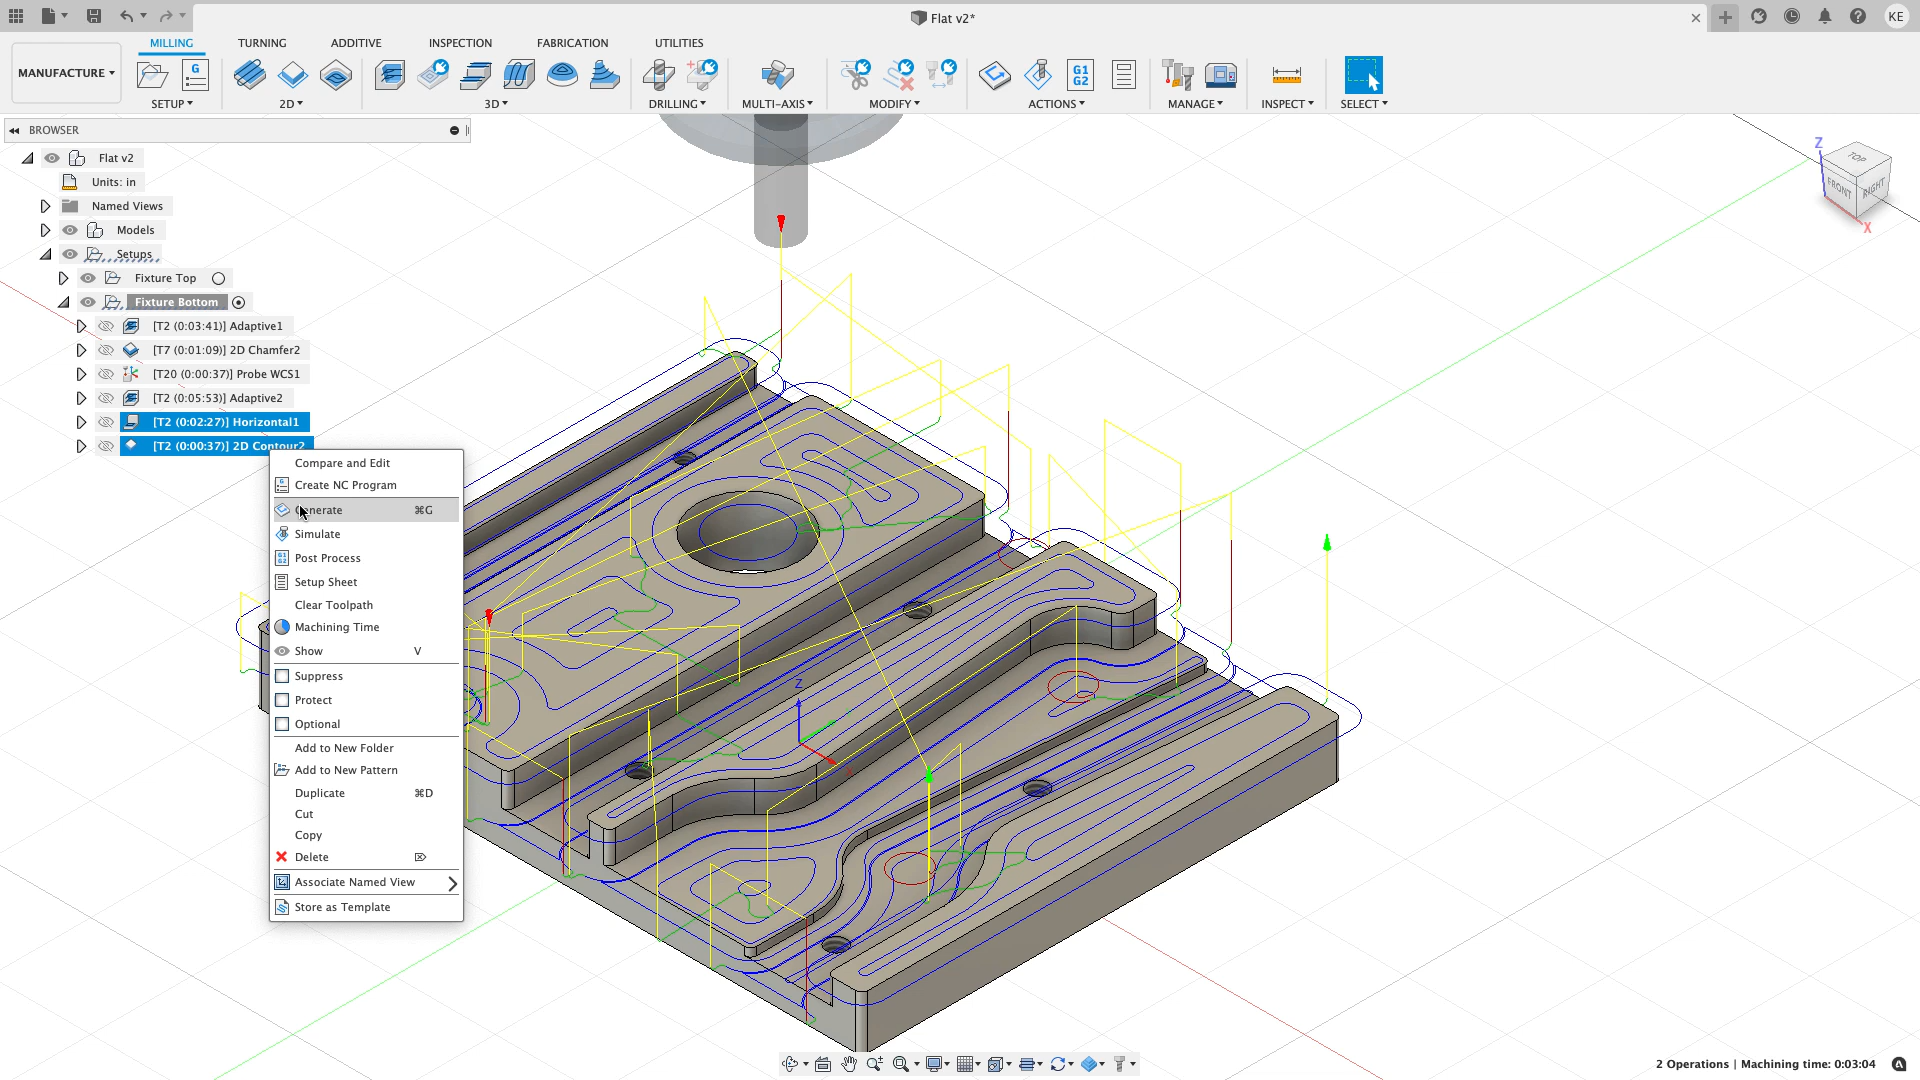 Flat v2*
KE
MANUFACTURE
MILLING
TURNING
ADDITIVE
INSPECTION
FABRICATION
UTILITIES
G
G1
G2
SETUP
2D
3D
DRILLING
MULTI-AXIS
MODIFY
ACTIONS
MANAGE
INSPECT
SELECT
BROWSER
Flat v2
Units: in
Named Views
Models
Setups
Fixture Top
Fixture Bottom
[T2 (0:03:41)] Adaptive1
[T7 (0:01:09)] 2D Chamfer2
[T20 (0:00:37)] Probe WCS1
[T2 (0:05:53)] Adaptive2
[T2 (0:02:27)] Horizontal1
[T2 (0:00:37)] 2D Contour2
Compare and Edit
Create NC Program
Generate ⌘G
Simulate
Post Process
Setup Sheet
Clear Toolpath
Machining Time
Show V
Suppress
Protect
Optional
Add to New Folder
Add to New Pattern
Duplicate ⌘D
Cut
Copy
Delete ⌦
Associate Named View
Store as Template
Z
TOP
FRONT
RIGHT
X
Z
X
2 Operations | Machining time: 0:03:04